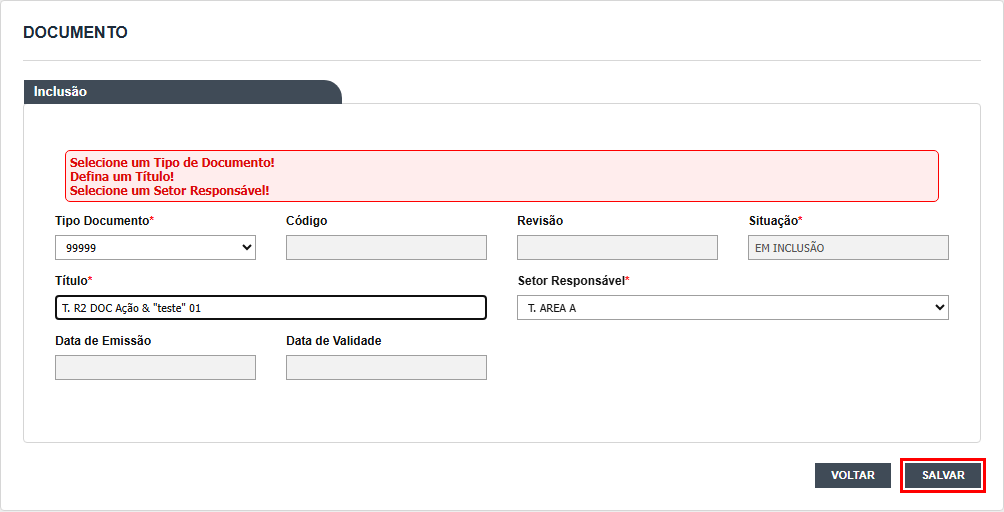 DOCUMENTO
Inclusão
Selecione um Tipo de Documento!
Defina um Título!
Selecione um Setor Responsável!
Tipo Documento* Código Revisão Situação*
99999 EM INCLUSÃO
Título* Setor Responsável*
T. R2 DOC Ação & "teste" 01 T. AREA A
Data de Emissão Data de Validade
VOLTAR SALVAR